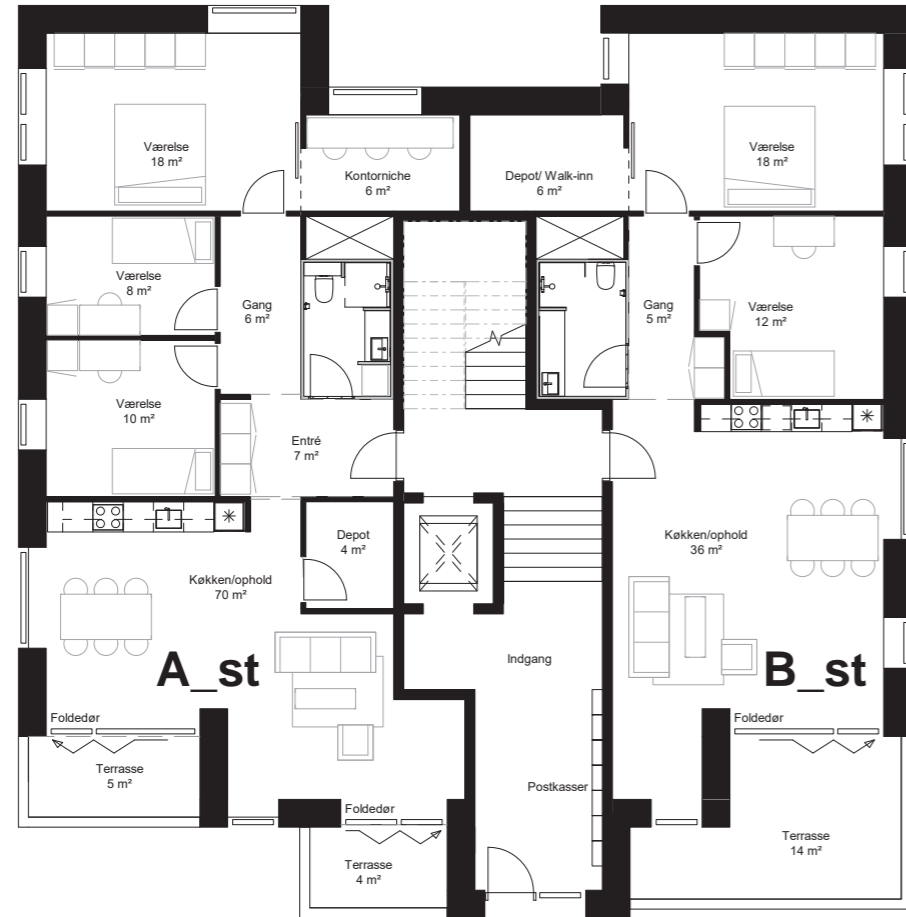 Værelse
18 m²
Kontorniche
6 m²
Depot/ Walk-inn
6 m²
Værelse
18 m²
Værelse
8 m²
Gang
6 m²
Gang
5 m²
Værelse
12 m²
Værelse
10 m²
Entré
7 m²
Depot
4 m²
Køkken/ophold
70 m²
Køkken/ophold
36 m²
Indgang
A_st
B_st
Foldedør
Foldedør
Terrasse
5 m²
Postkasser
Foldedør
Terrasse
4 m²
Terrasse
14 m²